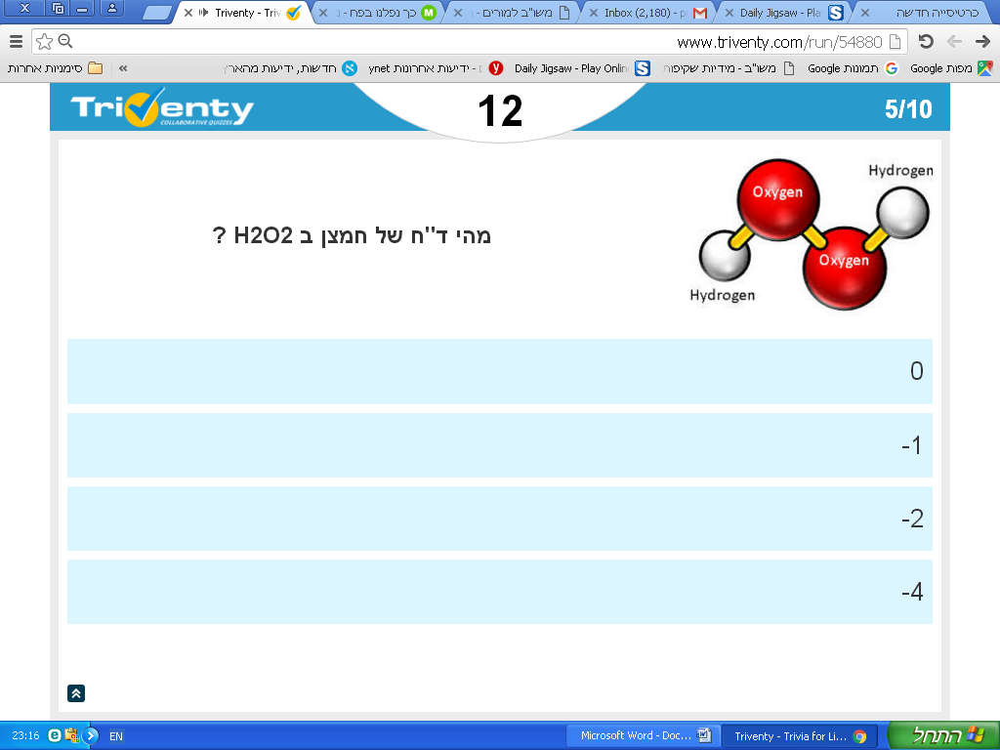 Triventy - Triv
כך נפלנו בפח -
משו"ב למורים -
Inbox (2,180) -
Daily Jigsaw - Pla
כרטיסייה חדשה
www.triventy.com/run/54880
סימניות אחרות
«
חדשות, ידיעות מהארץ
ידיעות אחרונות ynet -
Daily Jigsaw - Play Onlin
משו"ב - מידיות שקיפות
תמונות Google
מפות Google
Triventy
COLLABORATIVE QUIZZES
12
5/10
Hydrogen
Oxygen
Oxygen
Hydrogen
מהי ד''ח של חמצן ב H2O2 ?
0
-1
-2
-4
23:16
EN
Microsoft Word - Doc...
Triventy - Trivia for Li...
התחל